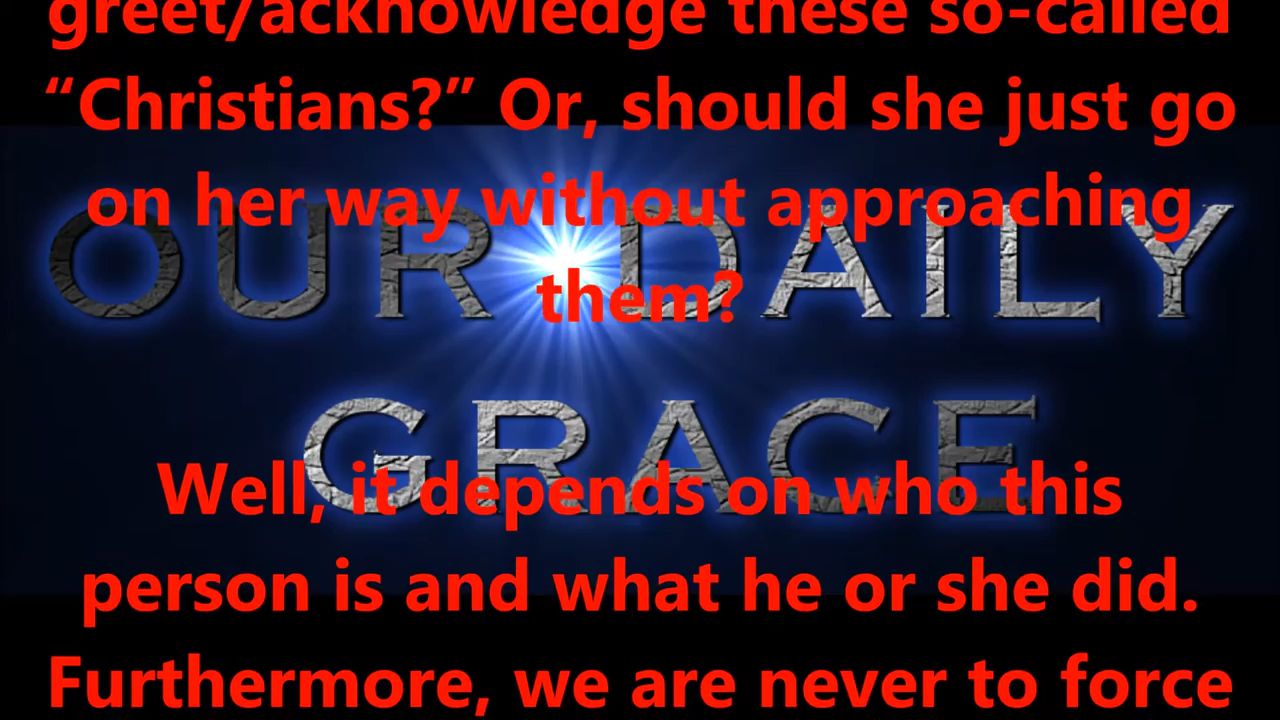 greet/acknowledge these so-called
“Christians?” Or, should she just go
on her way without approaching
OUR DAILY
them?
GRACE
Well, it depends on who this
person is and what he or she did.
Furthermore, we are never to force